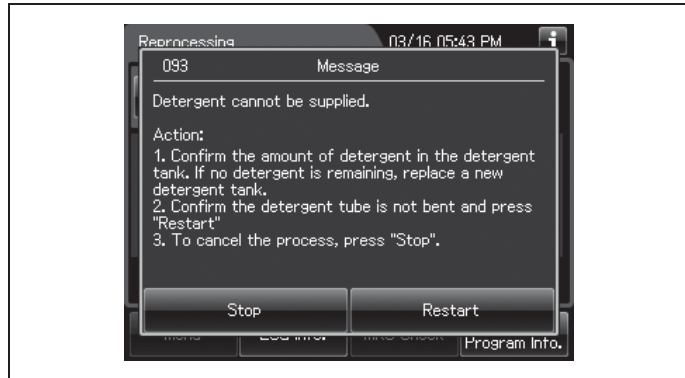 Reprocessing 03/16 05:43 PM i
093 Message
Detergent cannot be supplied.
Action:
1. Confirm the amount of detergent in the detergent
tank. If no detergent is remaining, replace a new
detergent tank.
2. Confirm the detergent tube is not bent and press
"Restart"
3. To cancel the process, press "Stop".
Stop Restart
Program Info.